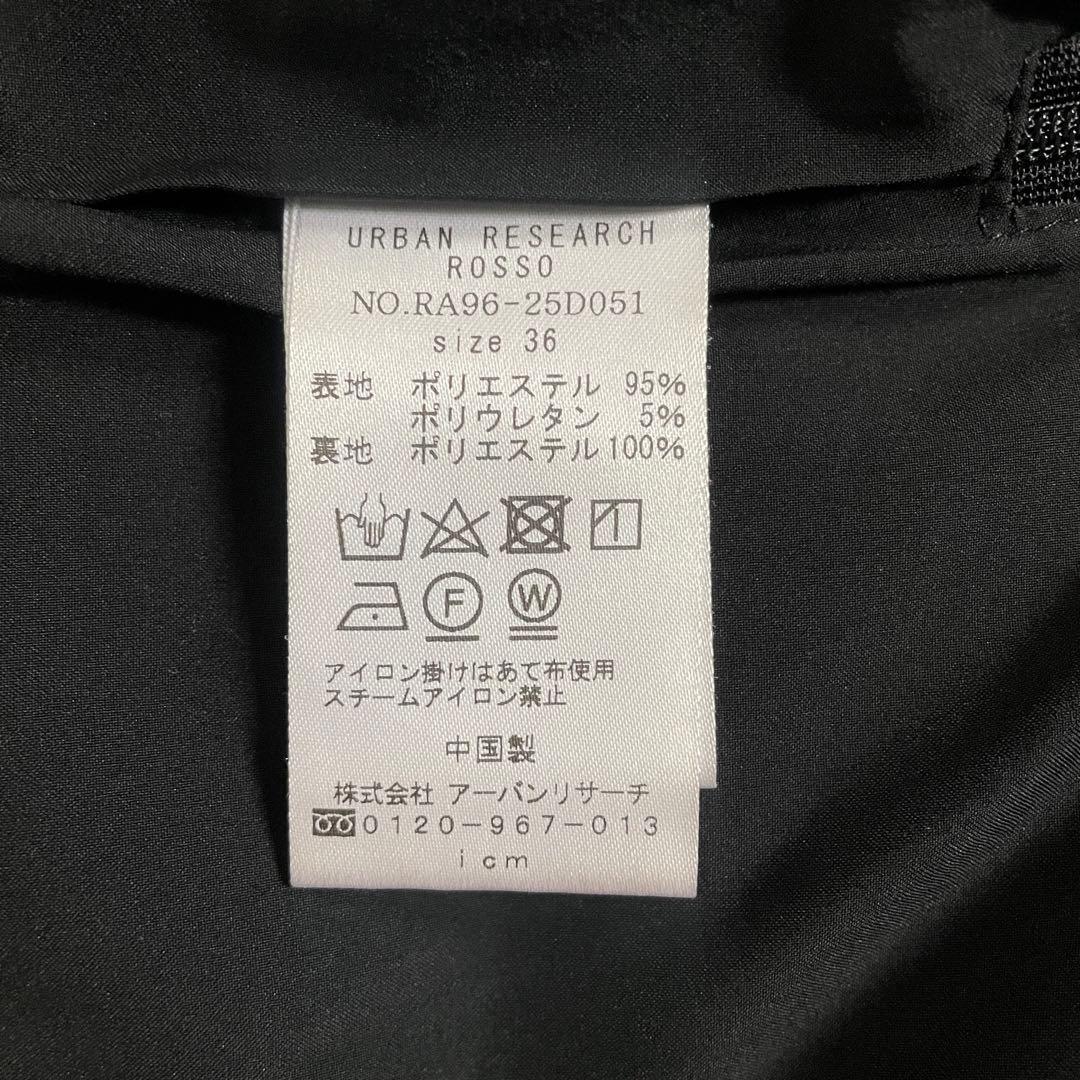 URBAN RESEARCH
ROSSO
NO.RA96-25D051
size 36
表地 ポリエステル 95%
ポリウレタン 5%
裏地 ポリエステル 100%
F W
アイロン掛けはあて布使用
スチームアイロン禁止
中国製
株式会社 アーバンリサーチ
0120-967-013
icm